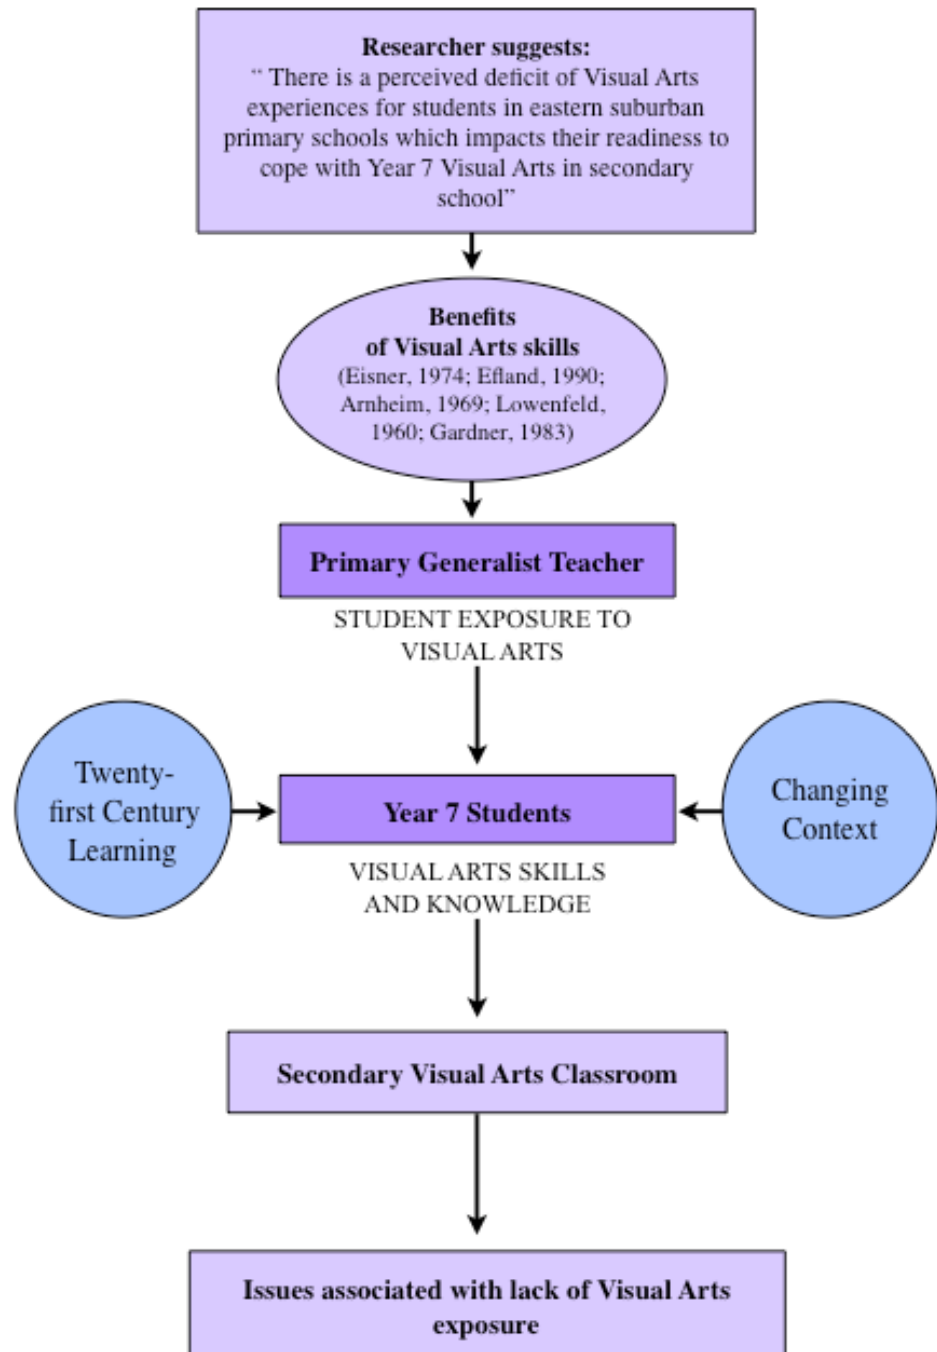 Researcher suggests:
“ There is a perceived deficit of Visual Arts
experiences for students in eastern suburban
primary schools which impacts their readiness to
cope with Year 7 Visual Arts in secondary
school”
Benefits
of Visual Arts skills
(Eisner, 1974; Efland, 1990;
Arnheim, 1969; Lowenfeld,
1960; Gardner, 1983)
Primary Generalist Teacher
STUDENT EXPOSURE TO
VISUAL ARTS
Twenty-
first Century
Learning
Year 7 Students
Changing
Context
VISUAL ARTS SKILLS
AND KNOWLEDGE
Secondary Visual Arts Classroom
Issues associated with lack of Visual Arts
exposure